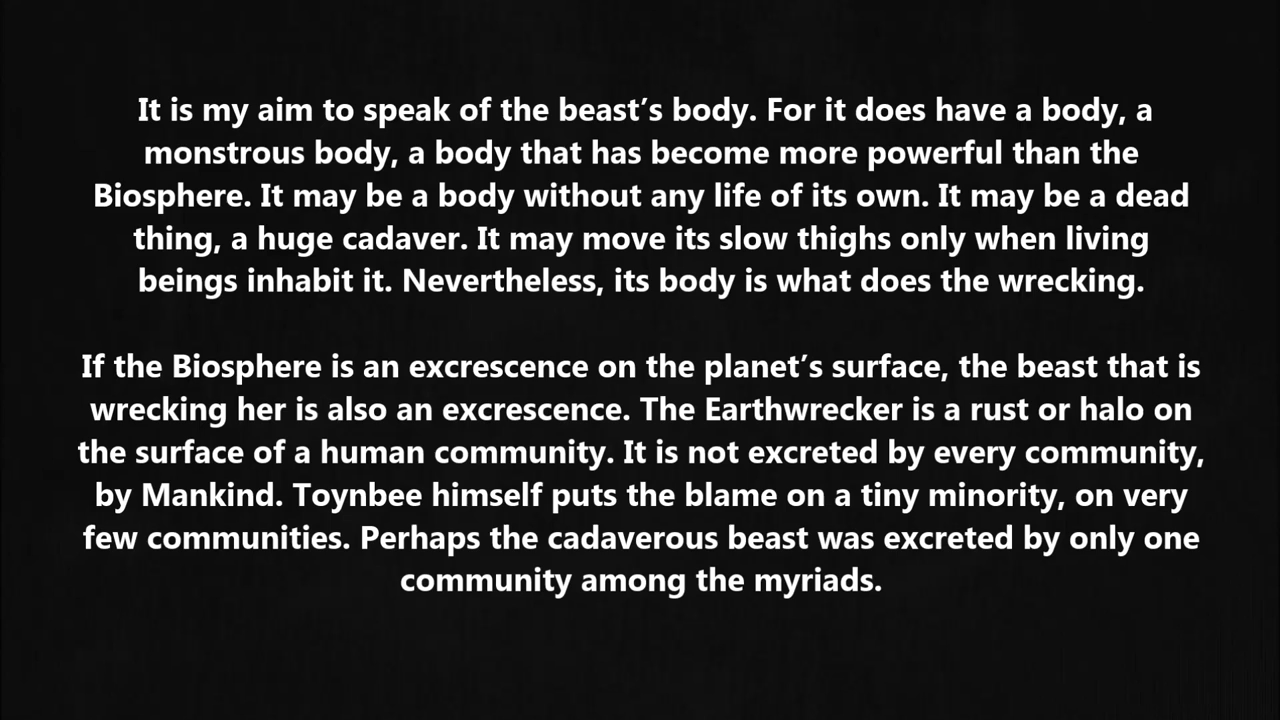 It is my aim to speak of the beast’s body. For it does have a body, a
monstrous body, a body that has become more powerful than the
Biosphere. It may be a body without any life of its own. It may be a dead
thing, a huge cadaver. It may move its slow thighs only when living
beings inhabit it. Nevertheless, its body is what does the wrecking.
If the Biosphere is an excrescence on the planet’s surface, the beast that is
wrecking her is also an excrescence. The Earthwrecker is a rust or halo on
the surface of a human community. It is not excreted by every community,
by Mankind. Toynbee himself puts the blame on a tiny minority, on very
few communities. Perhaps the cadaverous beast was excreted by only one
community among the myriads.